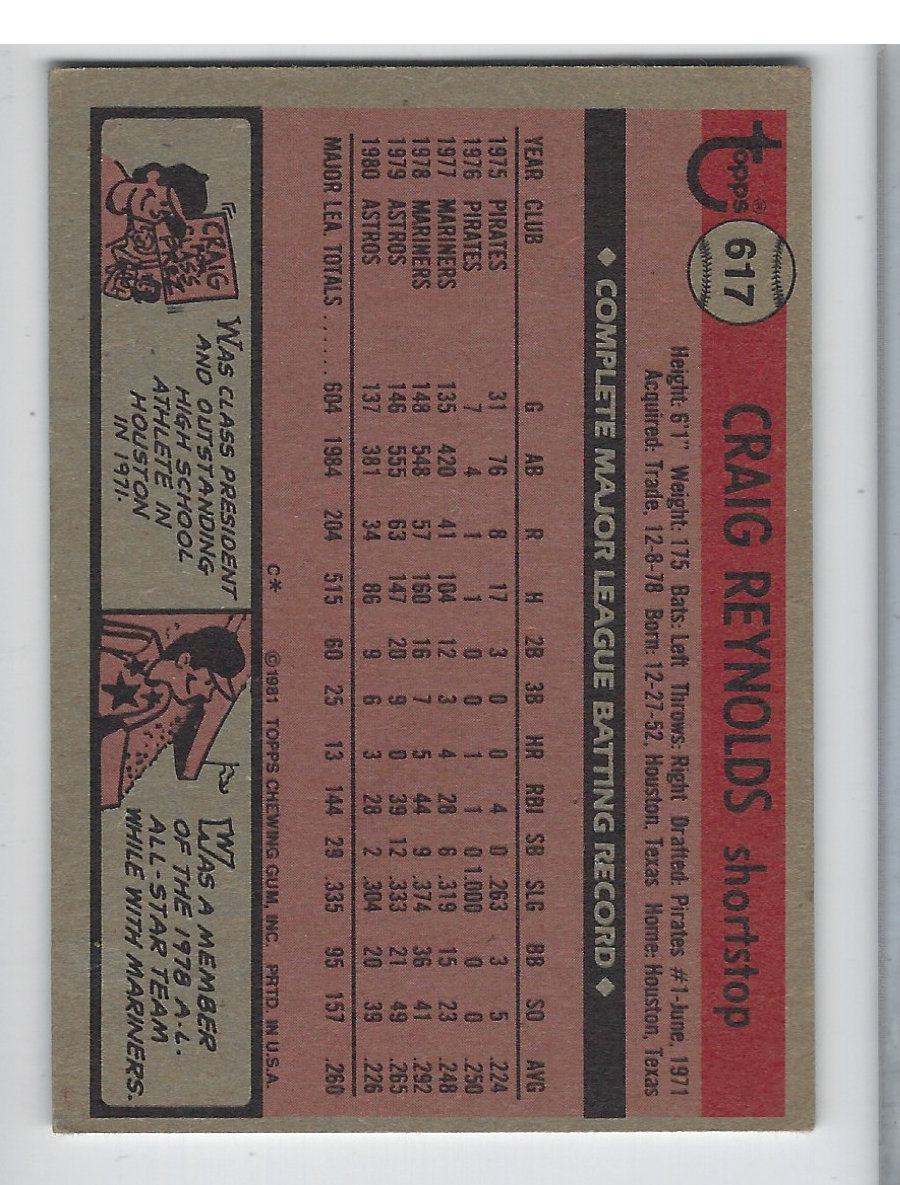 topps®
617
CRAIG REYNOLDS shortstop
Height: 6'1" Weight: 175 Bats: Left Throws: Right Drafted: Pirates #1-June, 1971
Acquired: Trade, 12-8-78 Born: 12-27-52, Houston, Texas Home: Houston, Texas
◆ COMPLETE MAJOR LEAGUE BATTING RECORD ◆
YEAR CLUB G AB R H 2B 3B HR RBI SB SLG BB SO AVG
1975 PIRATES 31 76 8 17 3 0 0 4 0 .263 3 5 .224
1976 PIRATES 7 4 1 1 0 0 1 1 0 1.000 0 0 .250
1977 MARINERS 135 420 41 104 12 3 4 28 6 .319 15 23 .248
1978 MARINERS 148 548 57 160 16 7 5 44 9 .374 36 41 .292
1979 ASTROS 146 555 63 147 20 9 0 39 12 .333 21 49 .265
1980 ASTROS 137 381 34 86 9 6 3 28 2 .304 20 39 .226
MAJOR LEA. TOTALS ...... 604 1984 204 515 60 25 13 144 29 .335 95 157 .260
C* ©1981 TOPPS CHEWING GUM, INC. PRTD. IN U.S.A.
CRAIG
FOR
CLASS
PREZ
WAS CLASS PRESIDENT
AND OUTSTANDING
HIGH SCHOOL
ATHLETE IN
HOUSTON
IN 1971.
WAS A MEMBER
OF THE 1978 A.L.
ALL-STAR TEAM
WHILE WITH MARINERS.